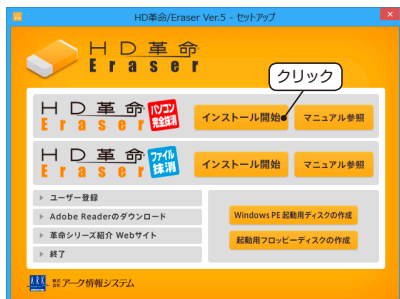 HD革命/Eraser Ver.5 - セットアップ
HD革命
Eraser
クリック
HD革命 パソコン
Eraser 完全抹消
インストール開始
マニュアル参照
HD革命 ファイル
Eraser 抹消
インストール開始
マニュアル参照
ユーザー登録
Adobe Readerのダウンロード
革命シリーズ紹介 Webサイト
終了
Windows PE 起動用ディスクの作成
起動用フロッピーディスクの作成
ARK 株式会社 アーク情報システム